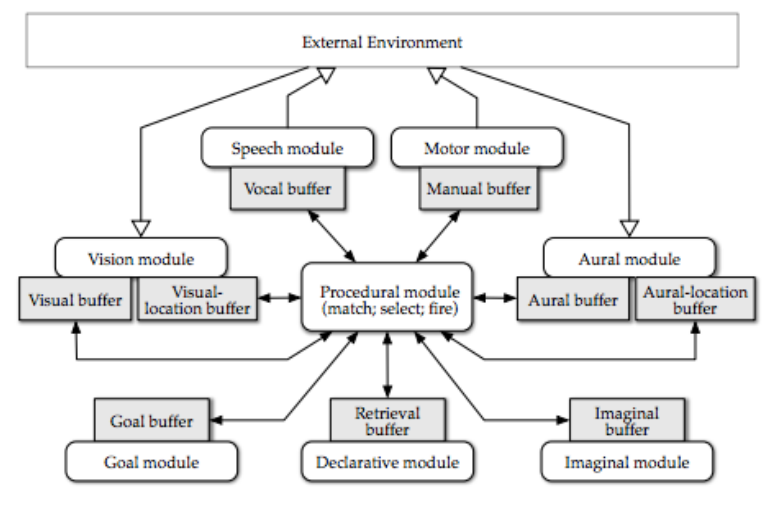 External Environment
Speech module
Motor module
Vocal buffer
Manual buffer
Vision module
Aural module
Visual buffer
Visual-
location buffer
Procedural module
(match; select; fire)
Aural buffer
Aural-location
buffer
Goal buffer
Retrieval
buffer
Imaginal
buffer
Goal module
Declarative module
Imaginal module